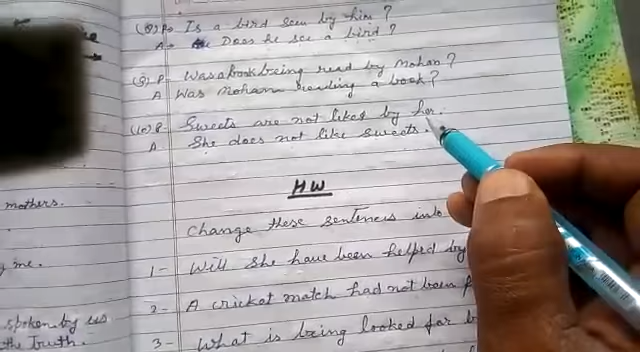 (8) P→ Is a bird seen by him?
A→ Does he see a bird?
(9) P- Was a book being read by Mohan?
A Was Mohan reading a book?
(10) P Sweets are not liked by her.
A She does not like sweets.
HW
Change these sentences into
1- Will she have been helped by
2- A cricket match had not been
3- What is being looked for b
mothers.
y me.
spoken by us
the truth.